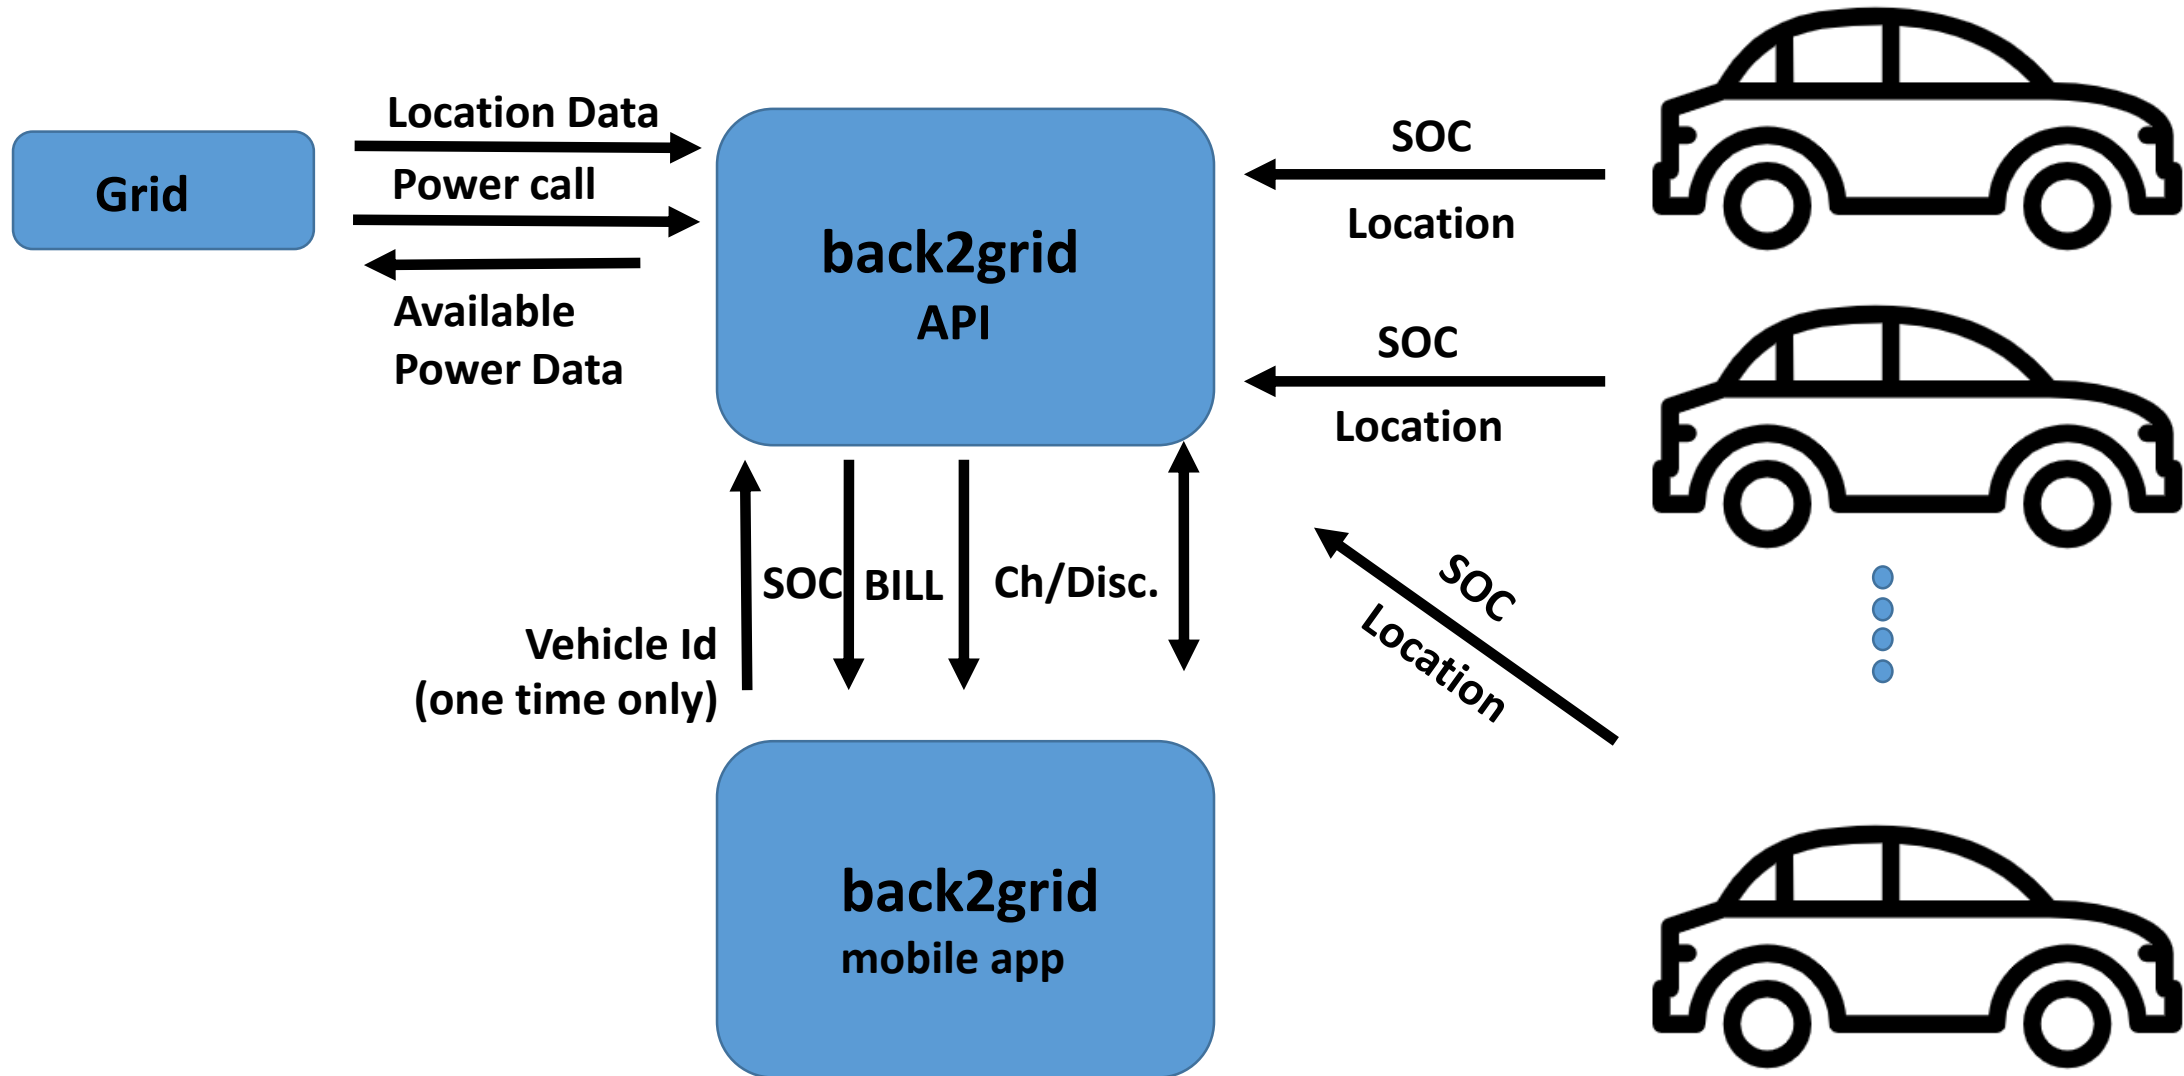 Location Data
Grid
Power call
Available
Power Data
back2grid
API
SOC
Location
SOC
Location
SOC
Location
Vehicle Id
(one time only)
SOC
BILL
Ch/Disc.
back2grid
mobile app